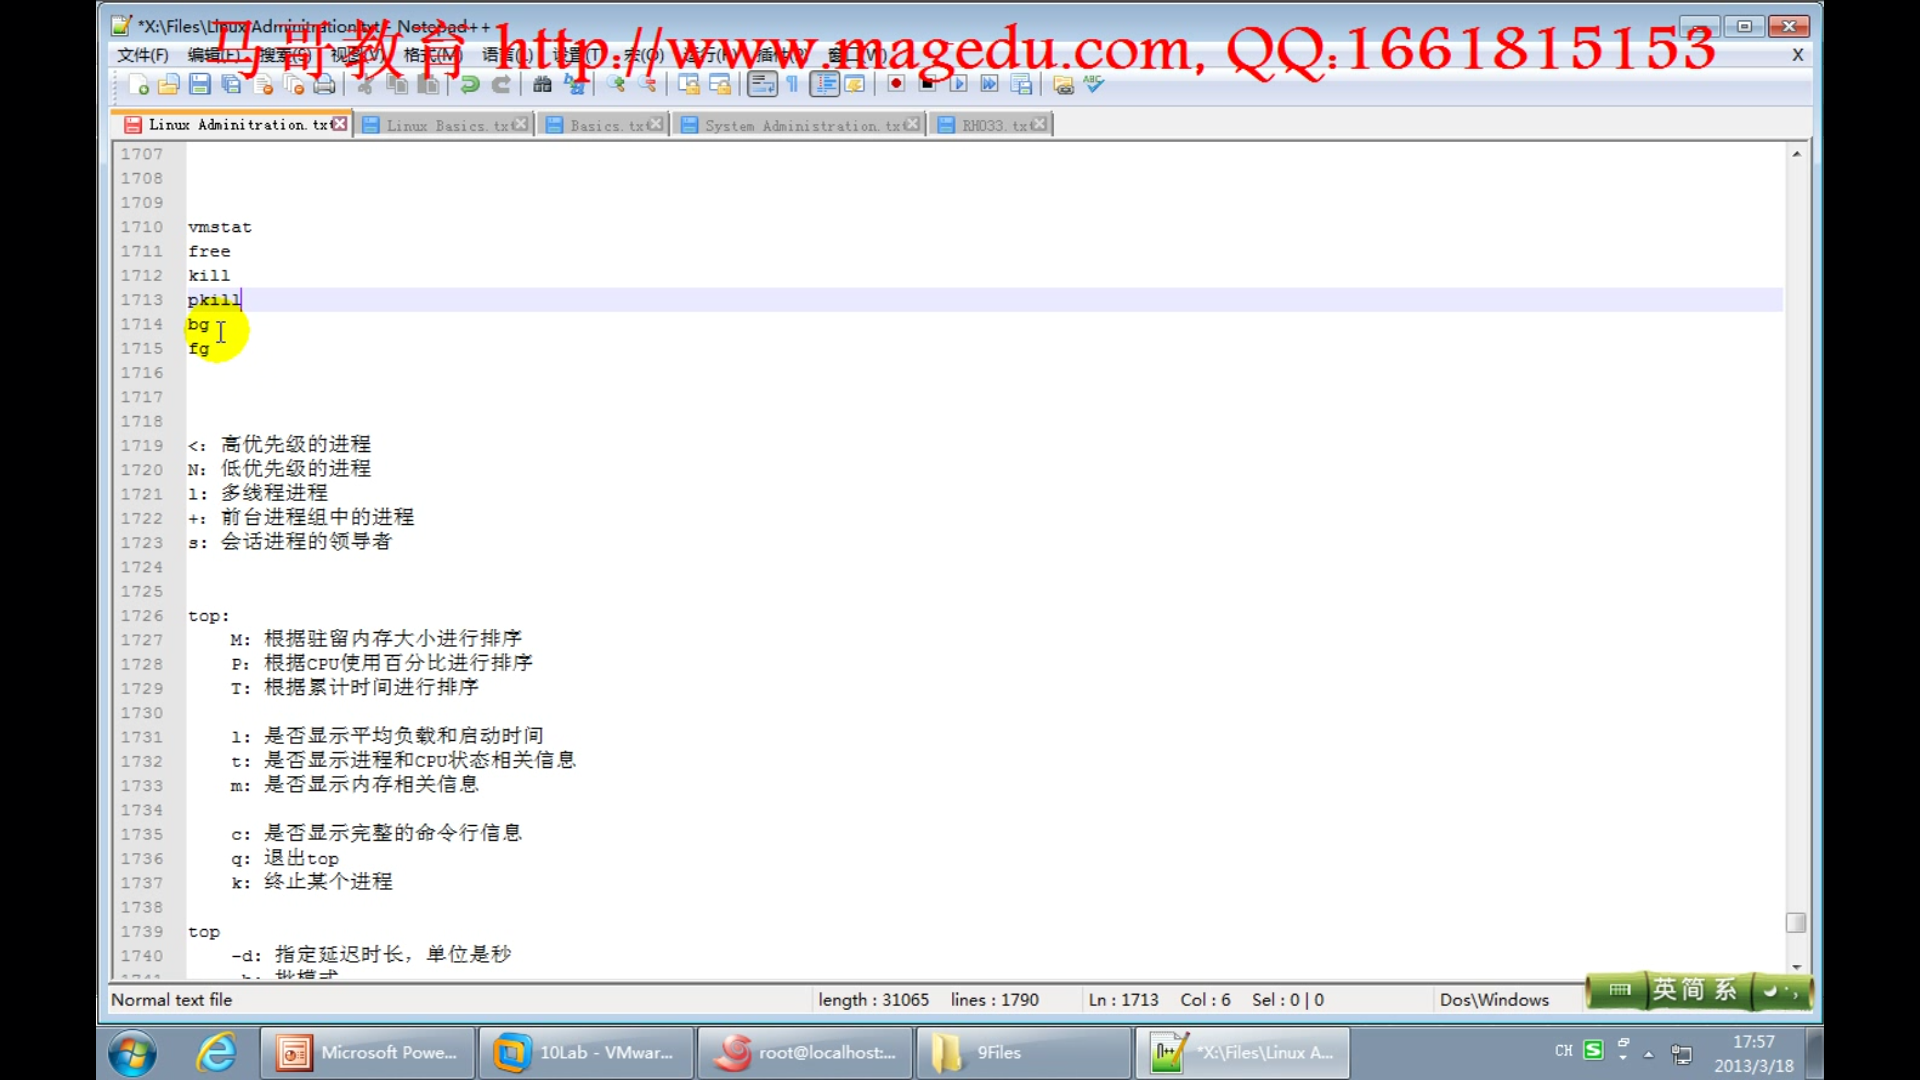 *X:\Files\Linux Adminitration.txt - Notepad++
马哥教育 http://www.magedu.com, QQ:1661815153
文件(F) 编辑(E) 搜索(S) 视图(V) 格式(M) 语言(L) 设置(T) 宏(O) 运行(R) 插件(P) 窗口(W) X
Linux Adminitration.txt Linux Basics.txt Basics.txt System Administration.txt RH033.txt
1707
1708
1709
1710 vmstat
1711 free
1712 kill
1713 pkill
1714 bg
1715 fg
1716
1717
1718
1719 <: 高优先级的进程
1720 N: 低优先级的进程
1721 l: 多线程进程
1722 +: 前台进程组中的进程
1723 s: 会话进程的领导者
1724
1725
1726 top:
1727 M: 根据驻留内存大小进行排序
1728 P: 根据CPU使用百分比进行排序
1729 T: 根据累计时间进行排序
1730
1731 l: 是否显示平均负载和启动时间
1732 t: 是否显示进程和CPU状态相关信息
1733 m: 是否显示内存相关信息
1734
1735 c: 是否显示完整的命令行信息
1736 q: 退出top
1737 k: 终止某个进程
1738
1739 top
1740 -d: 指定延迟时长，单位是秒
1741 -b: 批模式
Normal text file length : 31065 lines : 1790 Ln : 1713 Col : 6 Sel : 0 | 0 Dos\Windows
英简系
Microsoft Powe... 10Lab - VMwar... root@localhost:... 9Files *X:\Files\Linux A... CH 17:57
2013/3/18